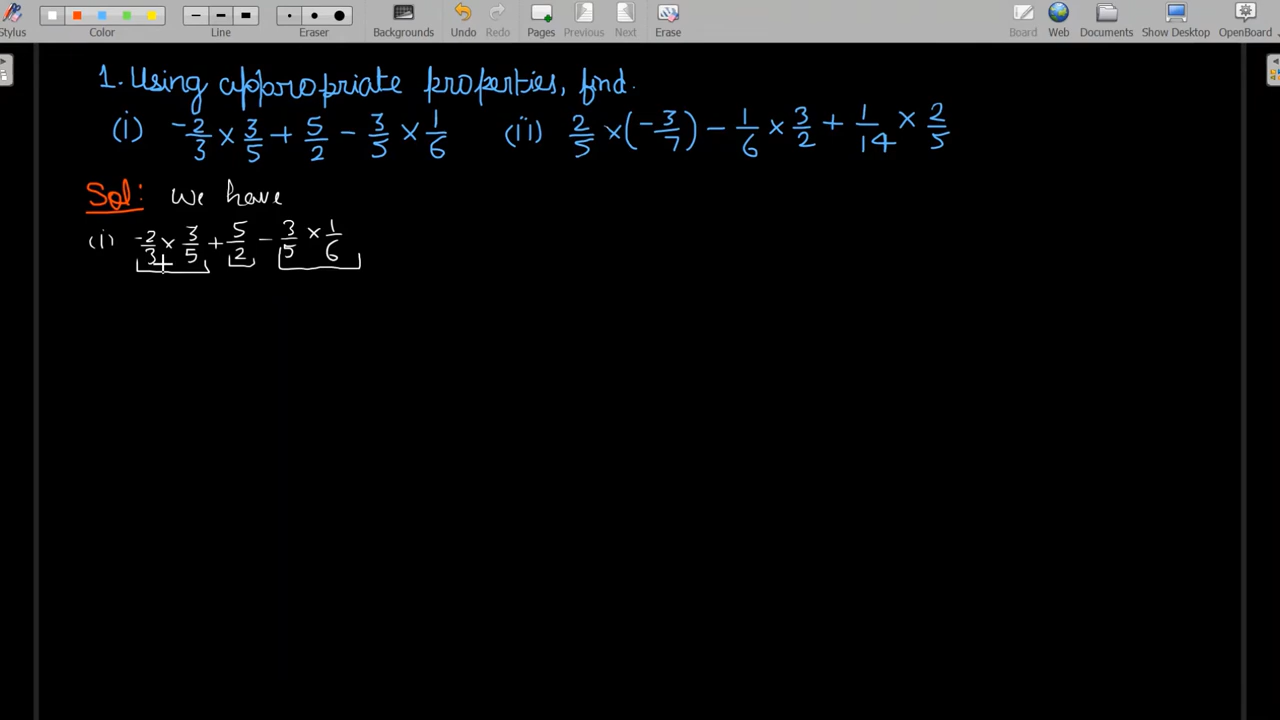 Stylus Color Line Eraser Backgrounds Undo Redo Pages Previous Next Erase Board Web Documents Show Desktop OpenBoard
1. Using appropriate properties, find.
(i) -2/3 × 3/5 + 5/2 - 3/5 × 1/6 (ii) 2/5 × (-3/7) - 1/6 × 3/2 + 1/14 × 2/5
Sol: we have
(i) -2/3 × 3/5 + 5/2 - 3/5 × 1/6